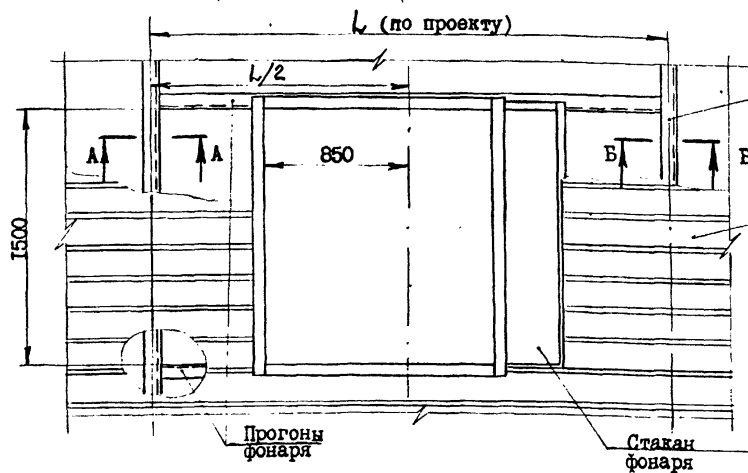 L (по проекту)
L/2
А А 850 Б Б
1500
Прогоны
фонаря
Стакан
фонаря